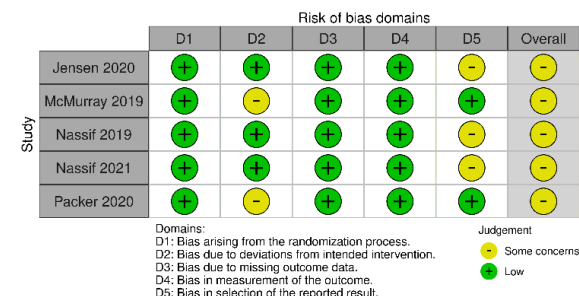 Risk of bias domains
D1 D2 D3 D4 D5 Overall
Study
Jensen 2020 + + + + - -
McMurray 2019 + - + + + -
Nassif 2019 + + + + - -
Nassif 2021 + + + + - -
Packer 2020 + - + + + -
Domains:
D1: Bias arising from the randomization process.
D2: Bias due to deviations from intended intervention.
D3: Bias due to missing outcome data.
D4: Bias in measurement of the outcome.
D5: Bias in selection of the reported result.
Judgement
- Some concerns
+ Low